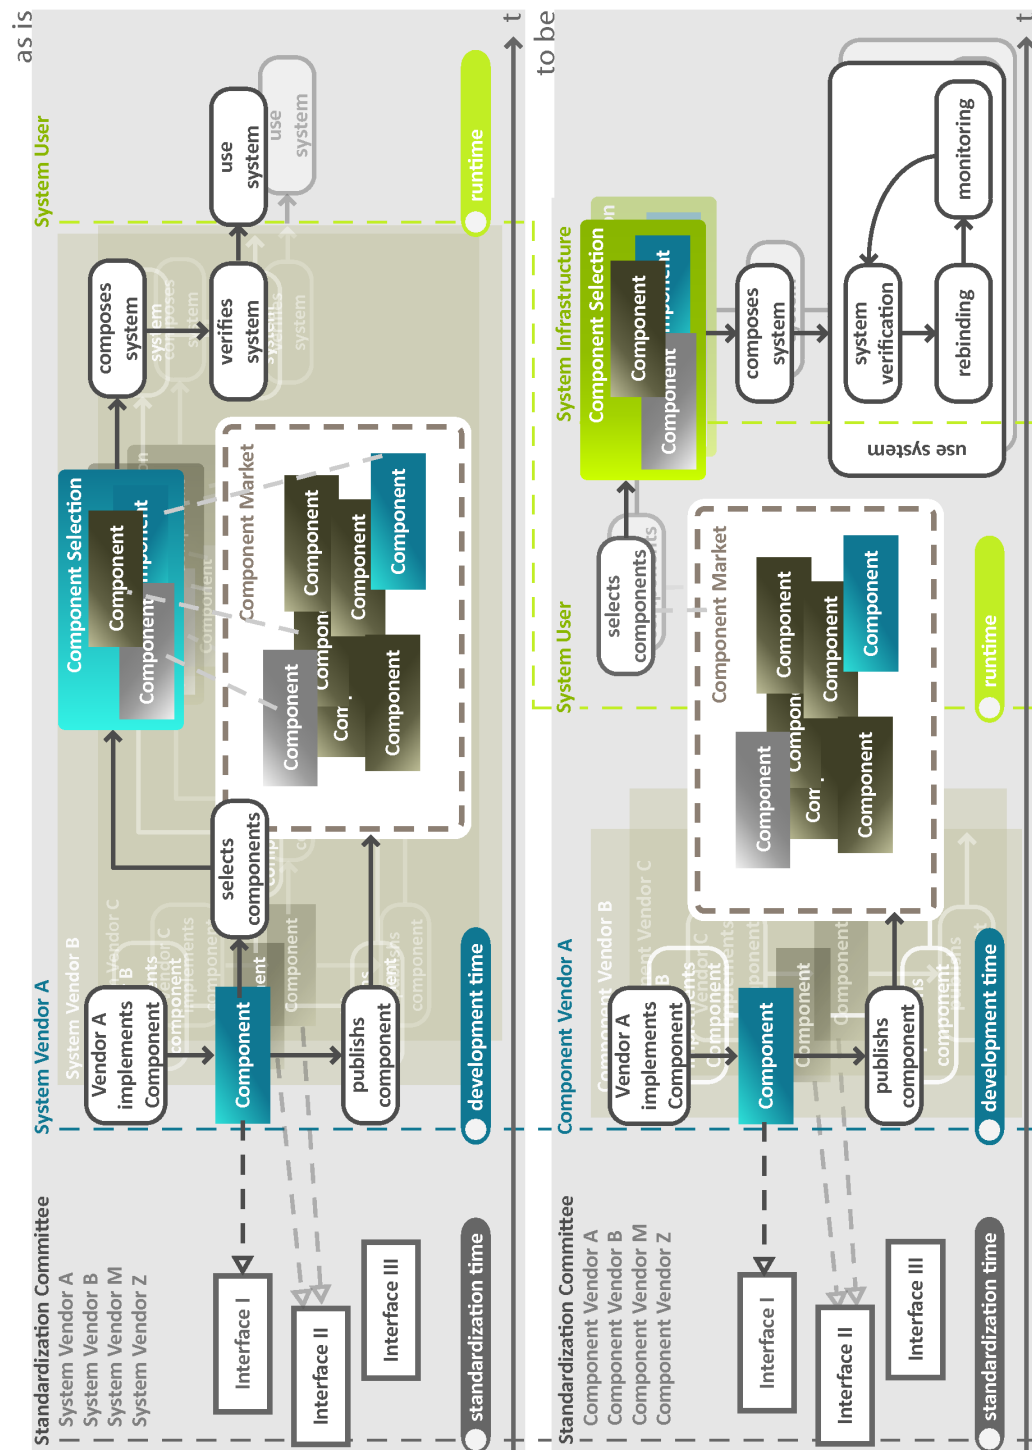 as is
Standardization Committee
System Vendor A
System Vendor B
System Vendor M
System Vendor Z
Interface I
Interface II
Interface III
standardization time
System Vendor A
System Vendor B
Vendor A
implements
Component
Component
publishs
component
selects
components
development time
Component Selection
Component
Component
mponent
Component Market
Component
Component
Component
Component
Component
composes
system
verifies
system
System User
use
system
use
system
runtime
t
to be
Standardization Committee
Component Vendor A
Component Vendor B
Component Vendor M
Component Vendor Z
Interface I
Interface II
Interface III
standardization time
Component Vendor A
Component Vendor B
Vendor A
implements
Component
Component
publishs
component
development time
Component Market
Component
Component
Component
Component
Component
System User
selects
components
runtime
System Infrastructure
Component Selection
Component
Component
mponent
composes
system
use system
system
verification
rebinding
monitoring
t